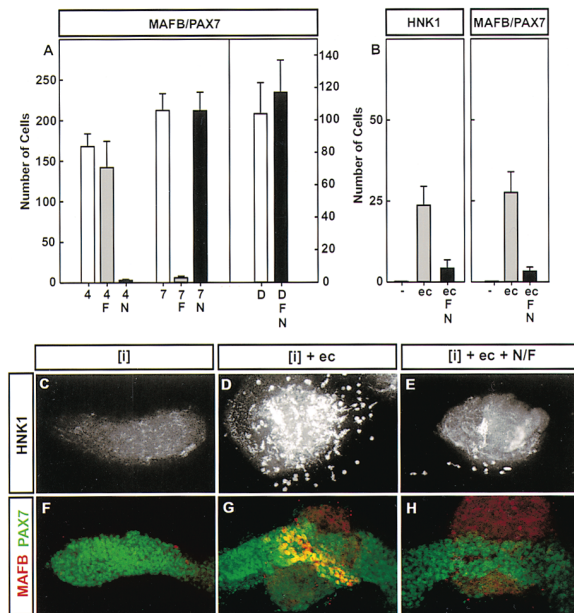 MAFB/PAX7
HNK1
MAFB/PAX7
A
B
Number of Cells
250
200
150
100
50
0
140
120
100
80
60
40
20
0
4
4 F
4 N
7
7 F
7 N
D
D F N
Number of Cells
50
25
0
-
ec
ec F N
-
ec
ec F N
[i]
[i] + ec
[i] + ec + N/F
HNK1
C
D
E
MAFB PAX7
F
G
H